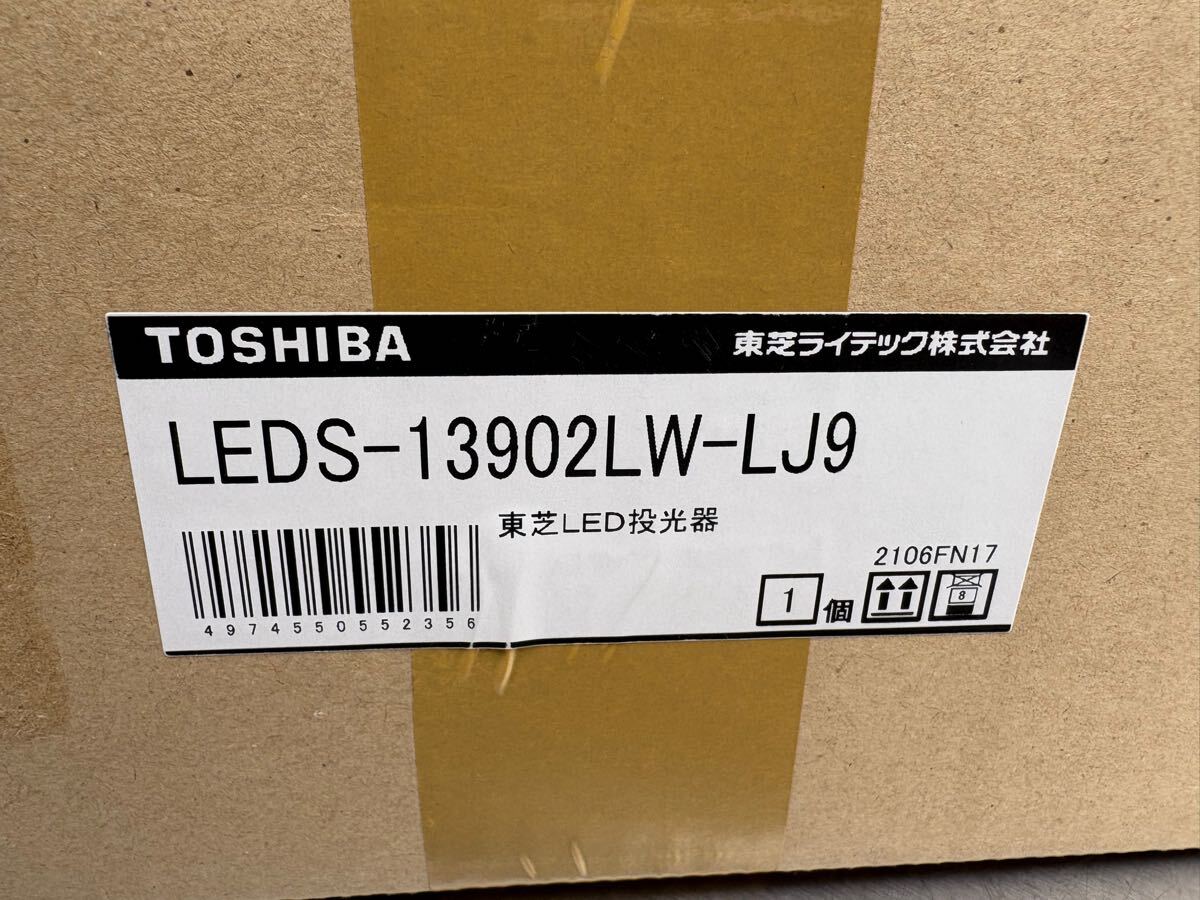 TOSHIBA 東芝ライテック株式会社
LEDS-13902LW-LJ9
東芝LED投光器
2106FN17
4974550552356
1 個
8